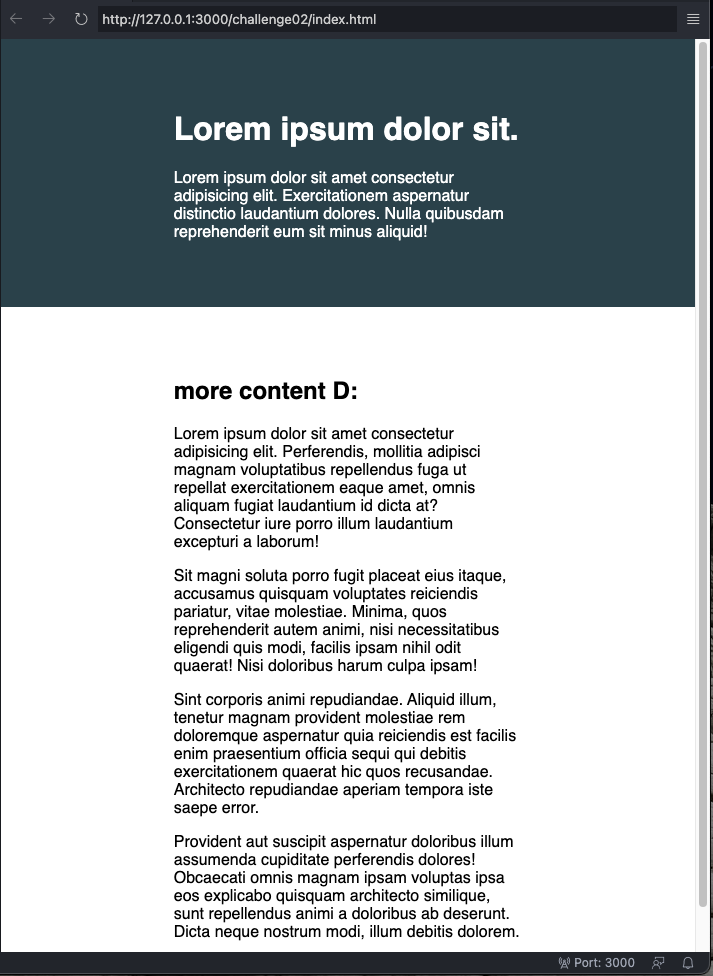 http://127.0.0.1:3000/challenge02/index.html
Lorem ipsum dolor sit.
Lorem ipsum dolor sit amet consectetur
adipisicing elit. Exercitationem aspernatur
distinctio laudantium dolores. Nulla quibusdam
reprehenderit eum sit minus aliquid!
more content D:
Lorem ipsum dolor sit amet consectetur
adipisicing elit. Perferendis, mollitia adipisci
magnam voluptatibus repellendus fuga ut
repellat exercitationem eaque amet, omnis
aliquam fugiat laudantium id dicta at?
Consectetur iure porro illum laudantium
excepturi a laborum!
Sit magni soluta porro fugit placeat eius itaque,
accusamus quisquam voluptates reiciendis
pariatur, vitae molestiae. Minima, quos
reprehenderit autem animi, nisi necessitatibus
eligendi quis modi, facilis ipsam nihil odit
quaerat! Nisi doloribus harum culpa ipsam!
Sint corporis animi repudiandae. Aliquid illum,
tenetur magnam provident molestiae rem
doloremque aspernatur quia reiciendis est facilis
enim praesentium officia sequi qui debitis
exercitationem quaerat hic quos recusandae.
Architecto repudiandae aperiam tempora iste
saepe error.
Provident aut suscipit aspernatur doloribus illum
assumenda cupiditate perferendis dolores!
Obcaecati omnis magnam ipsam voluptas ipsa
eos explicabo quisquam architecto similique,
sunt repellendus animi a doloribus ab deserunt.
Dicta neque nostrum modi, illum debitis dolorem.
Port: 3000